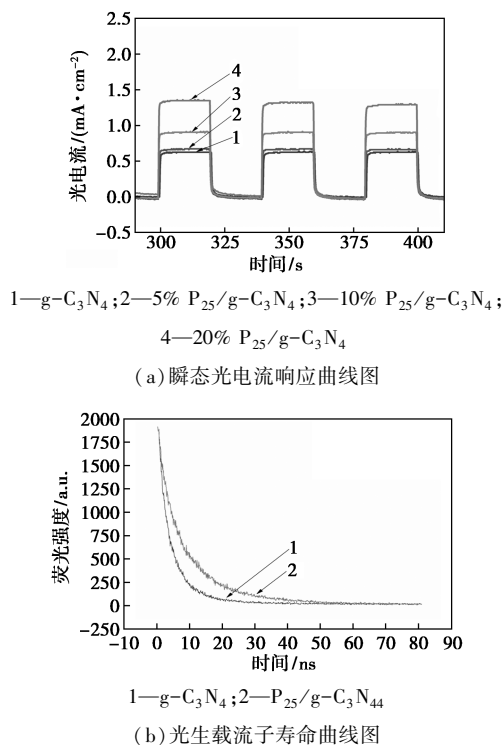 2.5
2.0
1.5
1.0
0.5
0.0
-0.5
光电流/(mA·cm⁻²)
4
3
2
1
300 325 350 375 400
时间/s
1—g-C₃N₄;2—5% P₂₅/g-C₃N₄;3—10% P₂₅/g-C₃N₄;
4—20% P₂₅/g-C₃N₄
(a)瞬态光电流响应曲线图
2000
1750
1500
1250
1000
750
500
250
0
-250
荧光强度/a.u.
1
2
-10 0 10 20 30 40 50 60 70 80 90
时间/ns
1—g-C₃N₄;2—P₂₅/g-C₃N₄₄
(b)光生载流子寿命曲线图